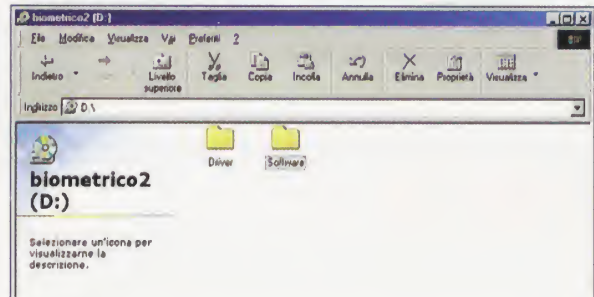 biometrico2 (D:)
File Modifica Visualizza Vai Preferiti ?
Indietro Livello superiore Taglia Copia Incolla Annulla Elimina Proprietà Visualizza
Indirizzo D:\
Driver Software
biometrico2
(D:)
Selezionare un'icona per
visualizzarne la
descrizione.